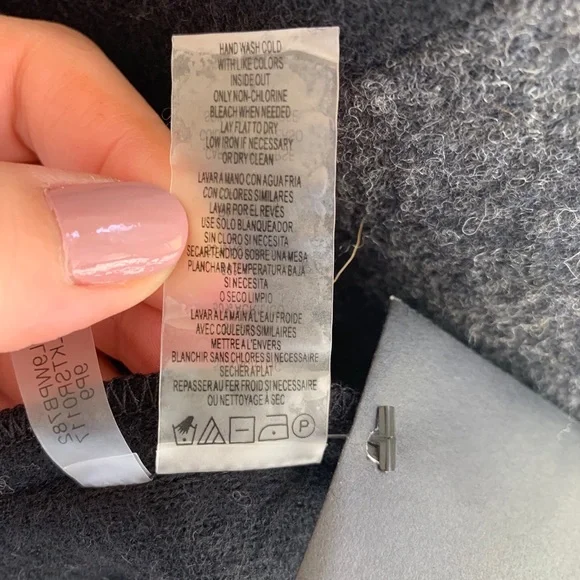 HAND WASH COLD
WITH LIKE COLORS
INSIDE OUT
ONLY NON-CHLORINE
BLEACH WHEN NEEDED
LAY FLAT TO DRY
LOW IRON IF NECESSARY
OR DRY CLEAN
LAVAR A MANO CON AGUA FRIA
CON COLORES SIMILARES
LAVAR POR EL REVÉS
USE SOLO BLANQUEADOR
SIN CLORO SI NECESITA
SECAR TENDIDO SOBRE UNA MESA
PLANCHAR A TEMPERATURA BAJA
SI NECESITA
O SECO LIMPIO
LAVAR À LA MAIN À L'EAU FROIDE
AVEC COULEURS SIMILAIRES
METTRE A L'ENVERS
BLANCHIR SANS CHLORES SI NECESSAIRE
SECHER A PLAT
REPASSER AU FER FROID SI NECESSAIRE
OU NETTOYAGE À SEC
P